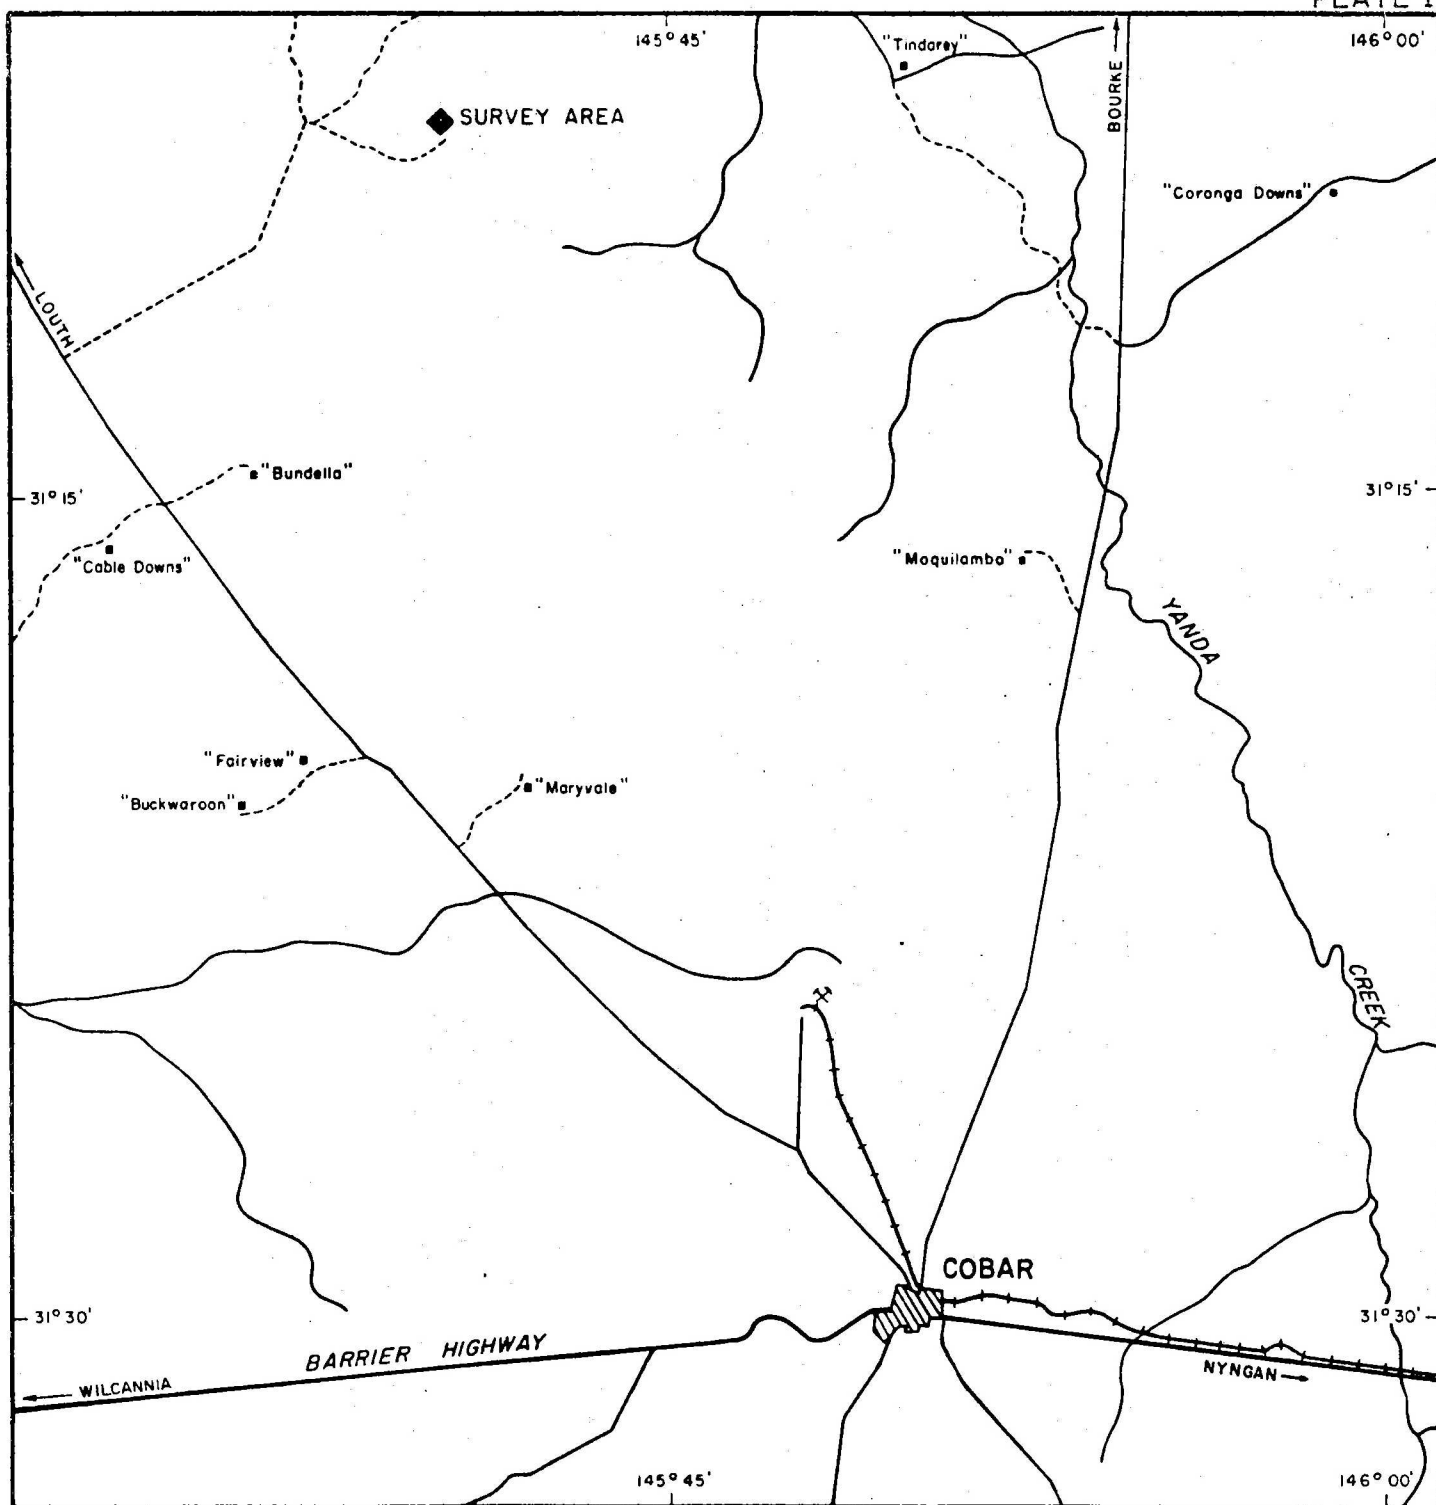 PLATE 1
145° 45'
146° 00'
"Tindarey"
BOURKE
SURVEY AREA
"Coronga Downs"
LOUTH
"Bundella"
31° 15'
31° 15'
"Cable Downs"
"Maquilamba"
YANDA
"Fairview"
"Maryvale"
"Buckwaroon"
CREEK
COBAR
31° 30'
31° 30'
BARRIER HIGHWAY
NYNGAN
WILCANNIA
145° 45'
146° 00'